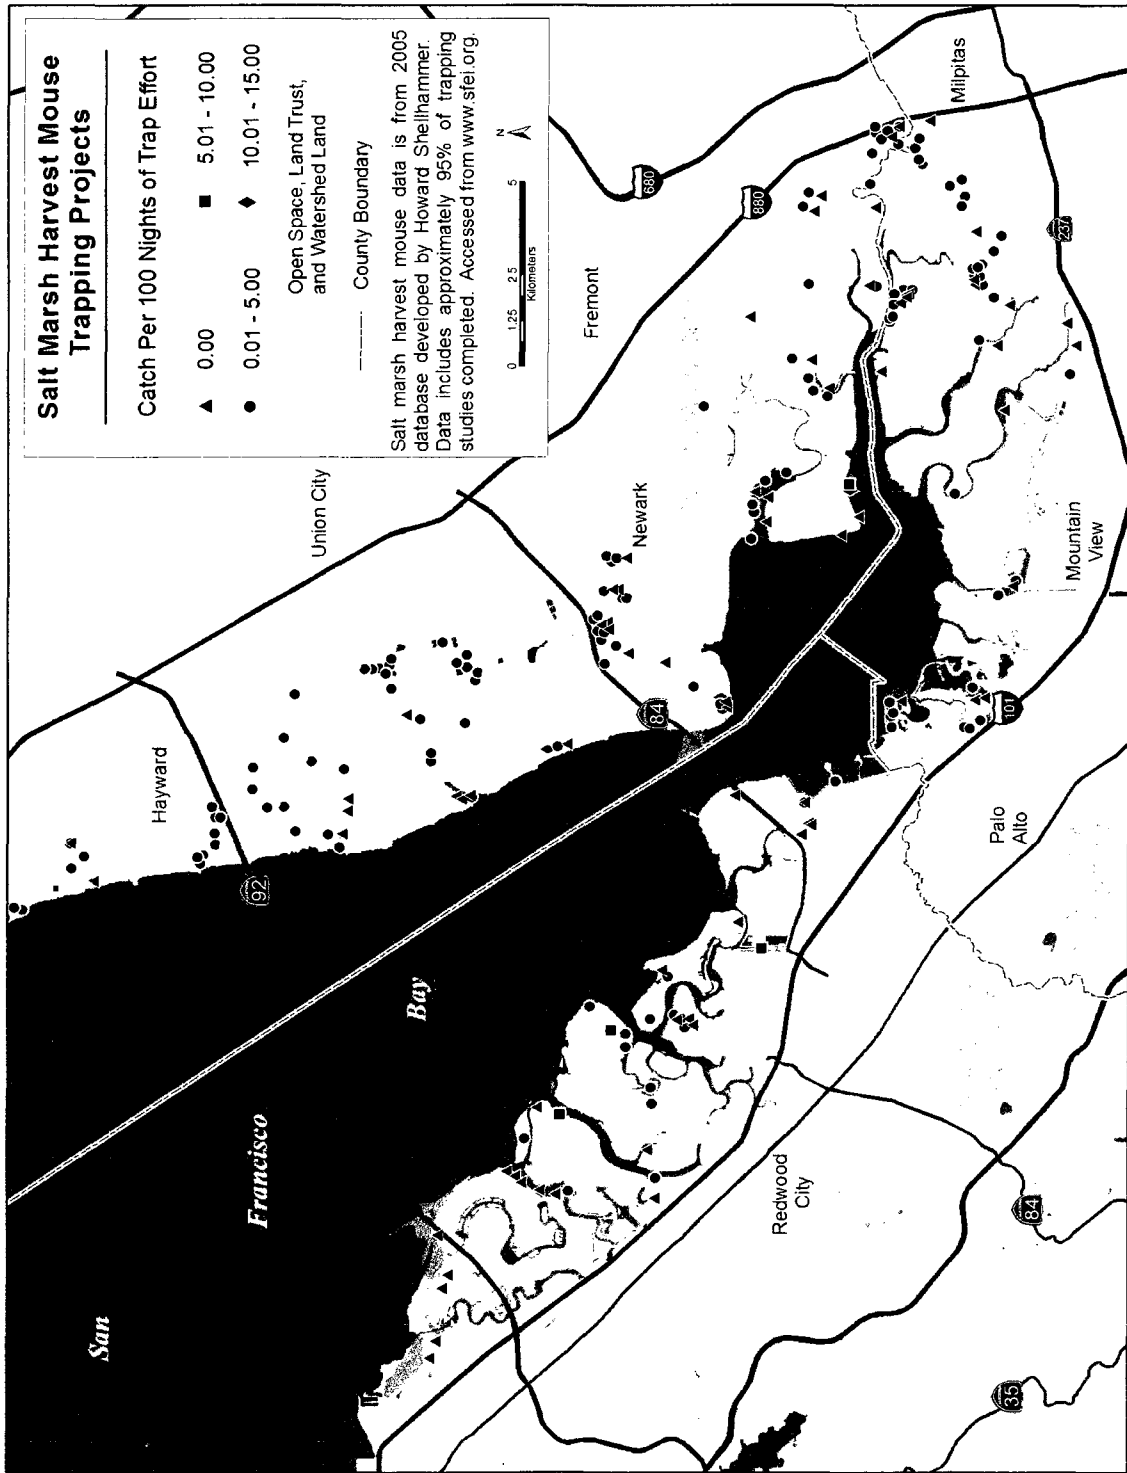 Salt Marsh Harvest Mouse
Trapping Projects
Catch Per 100 Nights of Trap Effort
0.00
5.01 - 10.00
0.01 - 5.00
10.01 - 15.00
Open Space, Land Trust,
and Watershed Land
County Boundary
Salt marsh harvest mouse data is from 2005
database developed by Howard Shellhammer.
Data includes approximately 95% of trapping
studies completed. Accessed from www.sfei.org.
0 1.25 2.5 5
Kilometers
N
Hayward
Union City
Fremont
Newark
Milpitas
92
84
880
680
237
San
Francisco
Bay
Mountain
View
101
Palo
Alto
Redwood
City
84
35